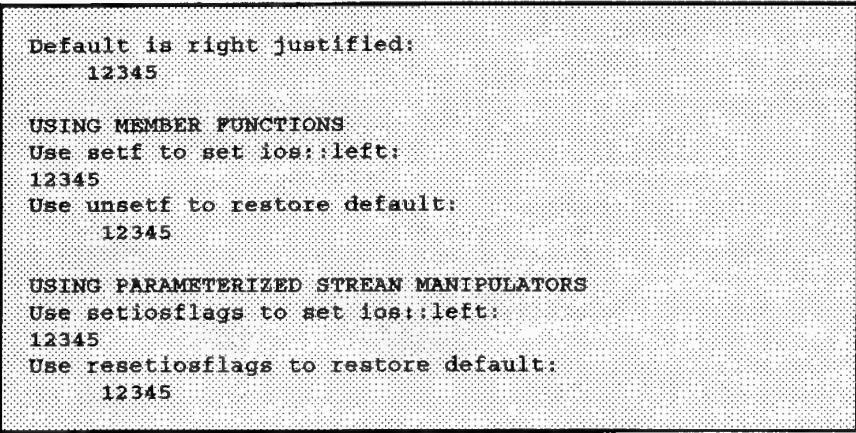 Default is right justified:
     12345

USING MEMBER FUNCTIONS
Use setf to set ios::left:
12345
Use unsetf to restore default:
      12345

USING PARAMETERIZED STREAN MANIPULATORS
Use setiosflags to set ios::left:
12345
Use resetiosflags to restore default:
      12345